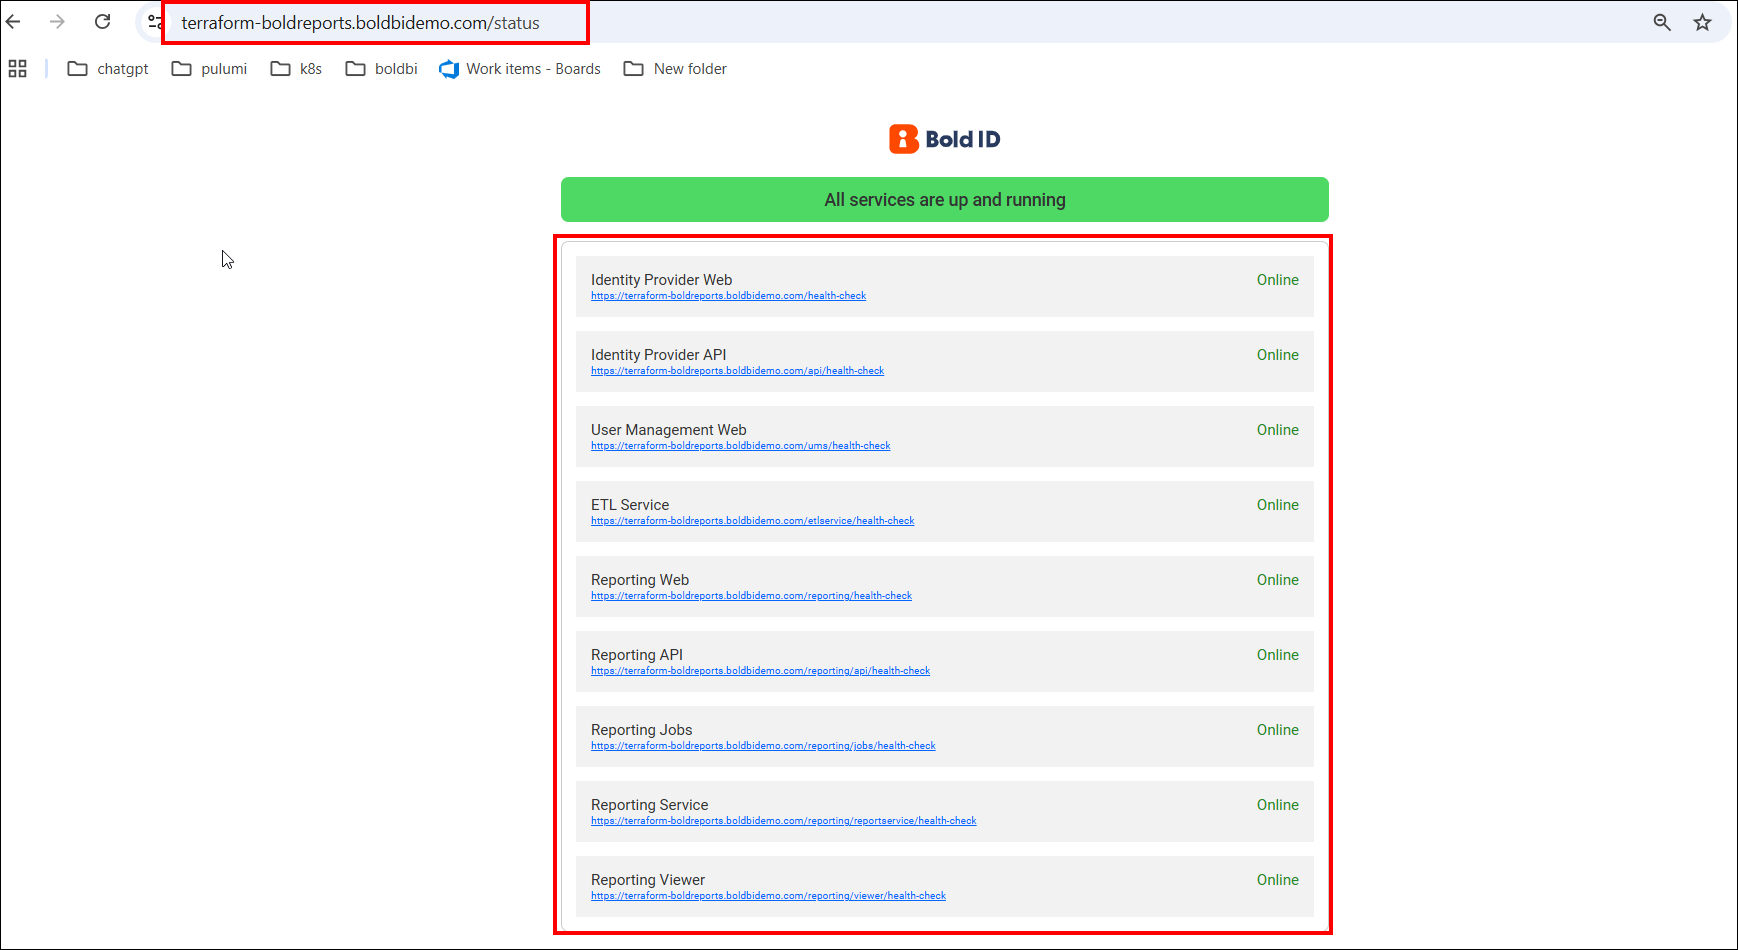 terraform-boldreports.boldbidemo.com/status
chatgpt pulumi k8s boldbi Work items - Boards New folder
Bold ID
All services are up and running
Identity Provider Web Online
https://terraform-boldreports.boldbidemo.com/health-check
Identity Provider API Online
https://terraform-boldreports.boldbidemo.com/api/health-check
User Management Web Online
https://terraform-boldreports.boldbidemo.com/ums/health-check
ETL Service Online
https://terraform-boldreports.boldbidemo.com/etlservice/health-check
Reporting Web Online
https://terraform-boldreports.boldbidemo.com/reporting/health-check
Reporting API Online
https://terraform-boldreports.boldbidemo.com/reporting/api/health-check
Reporting Jobs Online
https://terraform-boldreports.boldbidemo.com/reporting/jobs/health-check
Reporting Service Online
https://terraform-boldreports.boldbidemo.com/reporting/reportservice/health-check
Reporting Viewer Online
https://terraform-boldreports.boldbidemo.com/reporting/viewer/health-check